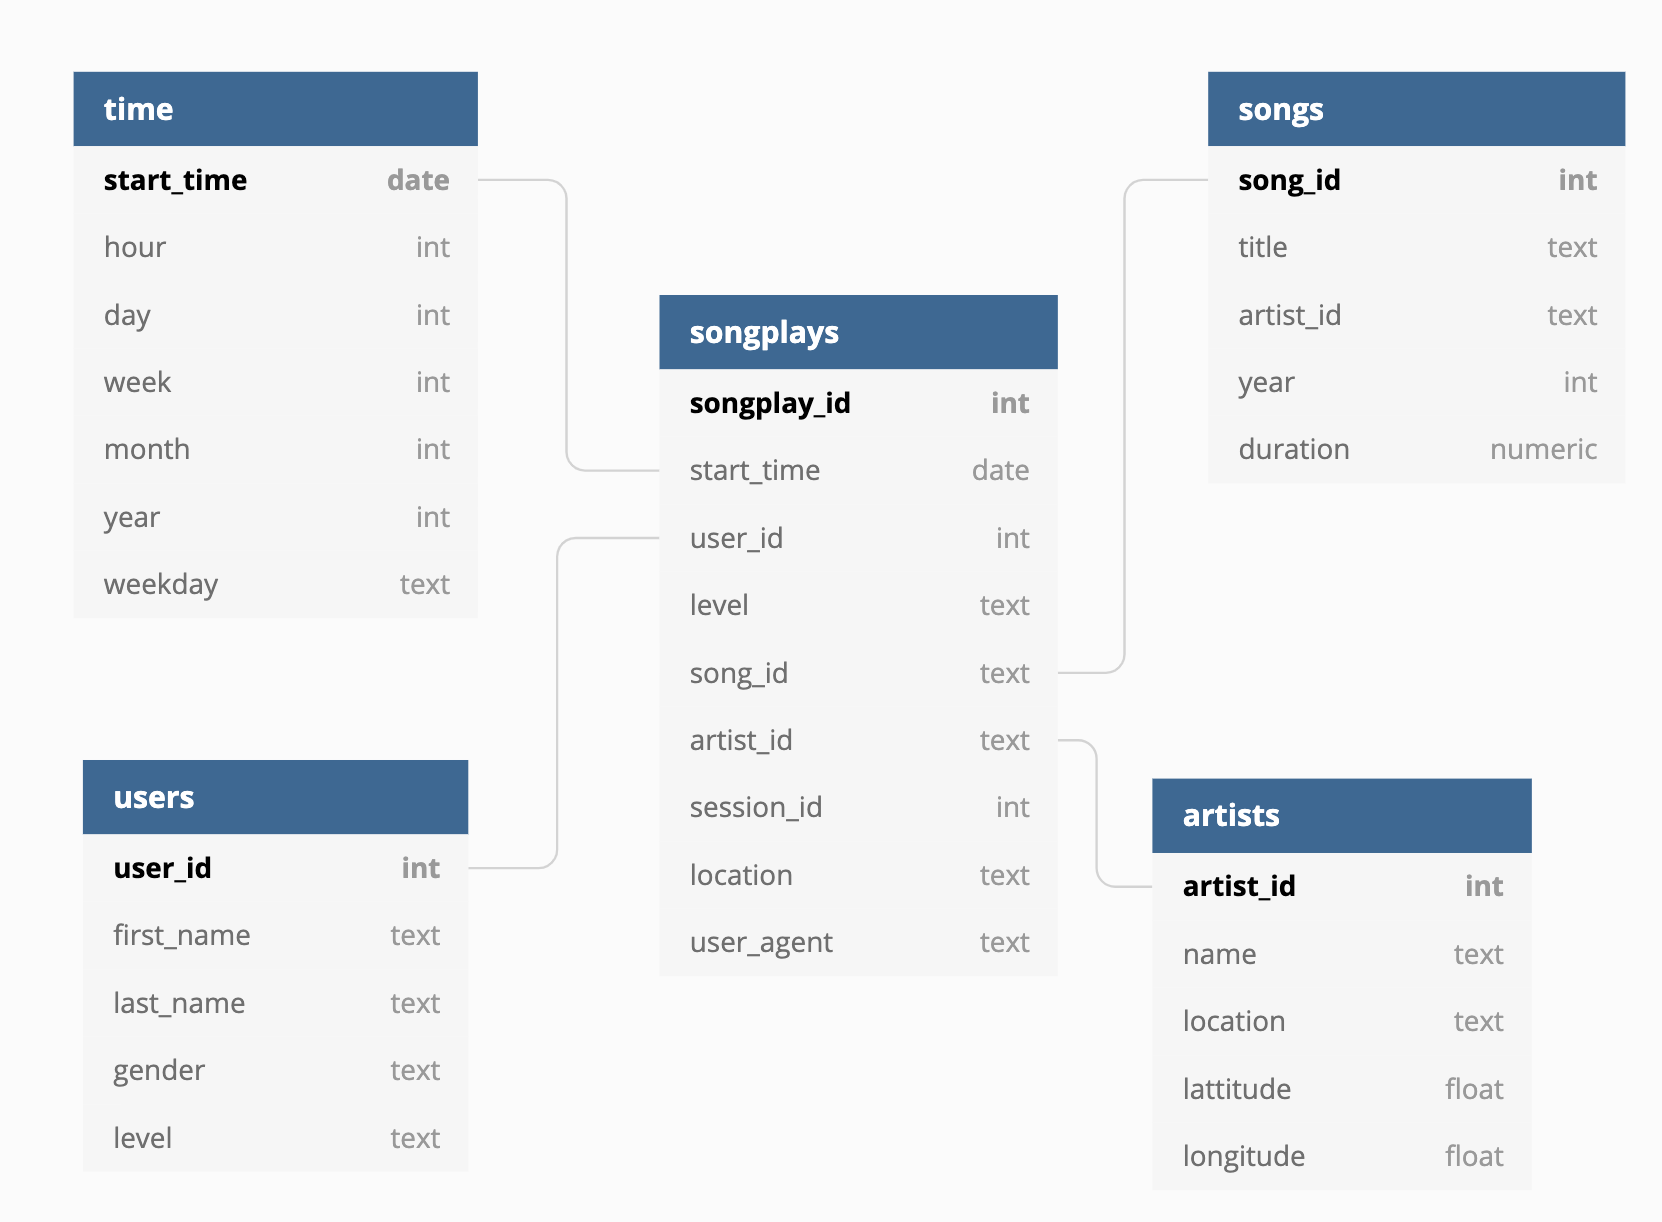 time
start_time date
hour int
day int
week int
month int
year int
weekday text
songs
song_id int
title text
artist_id text
year int
duration numeric
songplays
songplay_id int
start_time date
user_id int
level text
song_id text
artist_id text
session_id int
location text
user_agent text
users
user_id int
first_name text
last_name text
gender text
level text
artists
artist_id int
name text
location text
lattitude float
longitude float